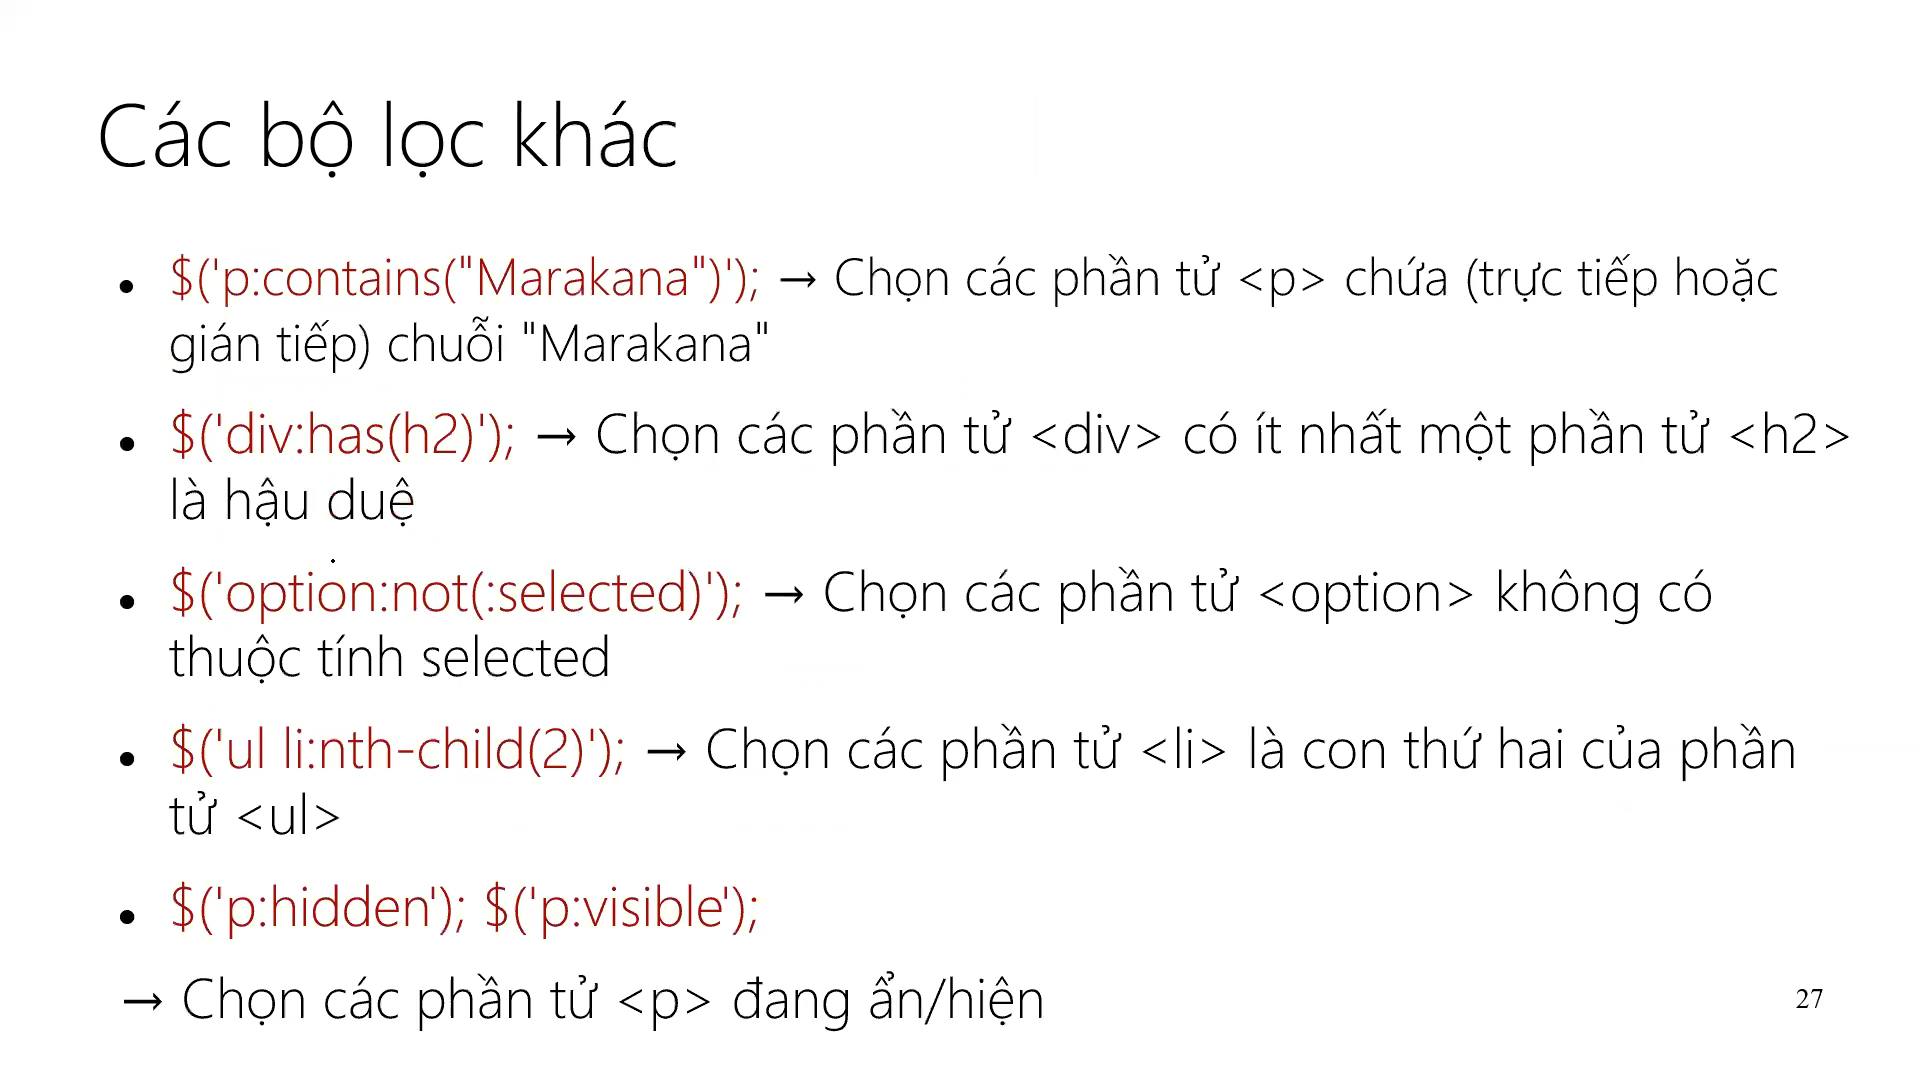 Các bộ lọc khác
• $('p:contains("Marakana")'); → Chọn các phần tử <p> chứa (trực tiếp hoặc
gián tiếp) chuỗi "Marakana"
• $('div:has(h2)'); → Chọn các phần tử <div> có ít nhất một phần tử <h2>
là hậu duệ
• $('option:not(:selected)'); → Chọn các phần tử <option> không có
thuộc tính selected
• $('ul li:nth-child(2)'); → Chọn các phần tử <li> là con thứ hai của phần
tử <ul>
• $('p:hidden'); $('p:visible');
→ Chọn các phần tử <p> đang ẩn/hiện
27